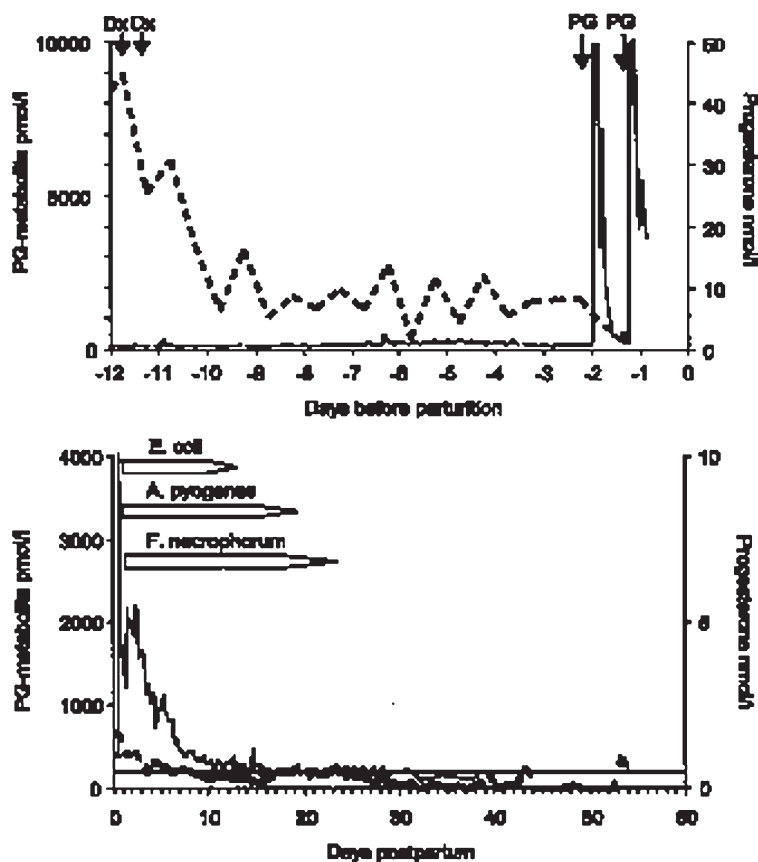 Dx Dx PG PG
10000 50
40
30
5000
20
10
0 0
PG-metabolite pmol/l
Progesterone nmol/l
-12 -11 -10 -9 -8 -7 -6 -5 -4 -3 -2 -1 0
Days before parturition
E. coli
A. pyogenes
F. necrophorum
4000 10
3000
2000 5
1000
0 0
PG-metabolite pmol/l
Progesterone nmol/l
0 10 20 30 40 50 60
Days postpartum